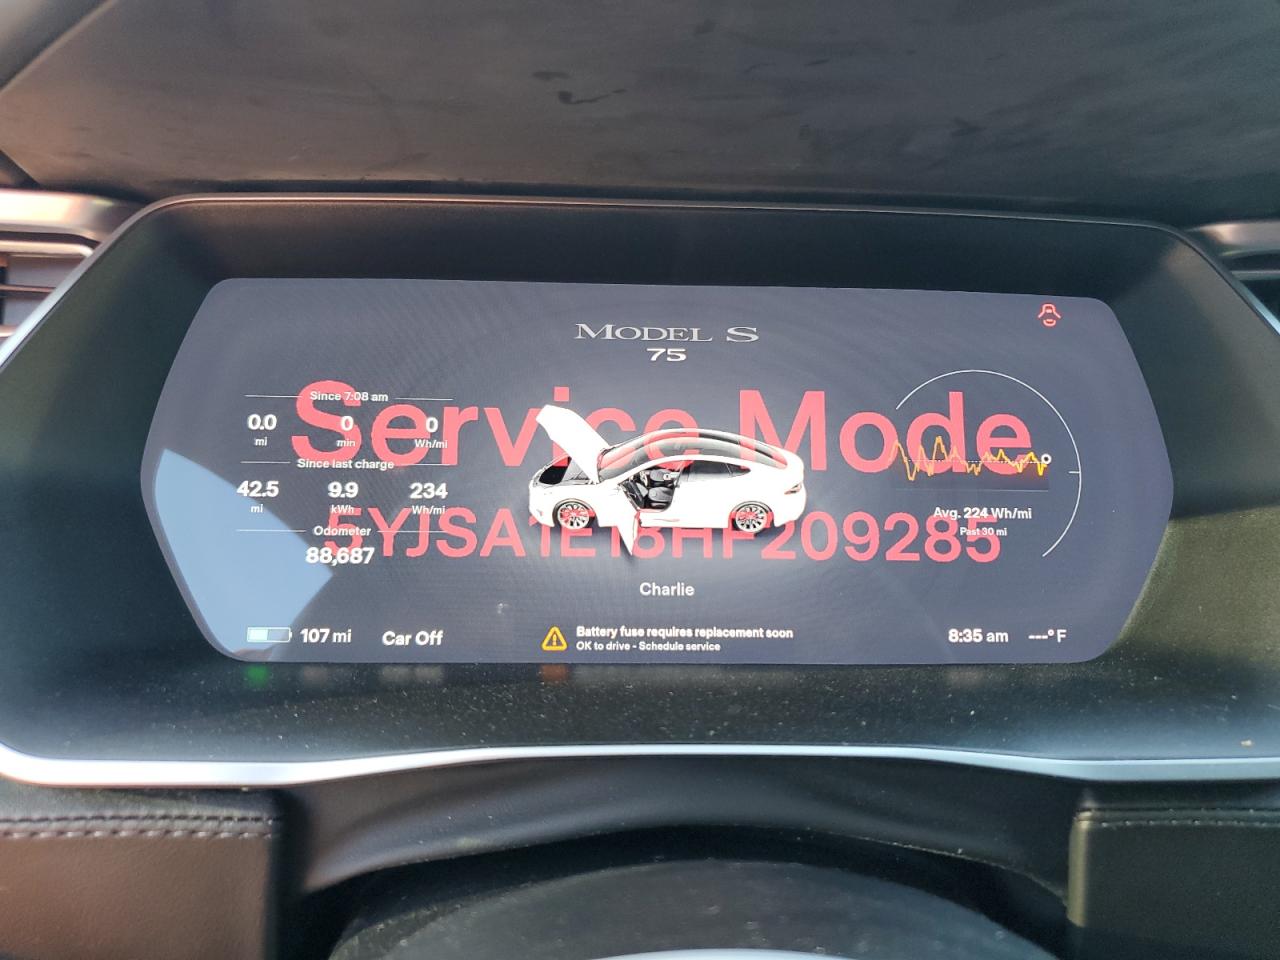 MODEL S
75
Service Mode
Since 7:08 am
0.0
mi
0
min
0
Wh/mi
Since last charge
42.5
mi
9.9
kWh
234
Wh/mi
Odometer
88,687
5YJSA1E18HF209285
Avg. 224 Wh/mi
Past 30 mi
Charlie
107 mi
Car Off
Battery fuse requires replacement soon
OK to drive - Schedule service
8:35 am
---° F